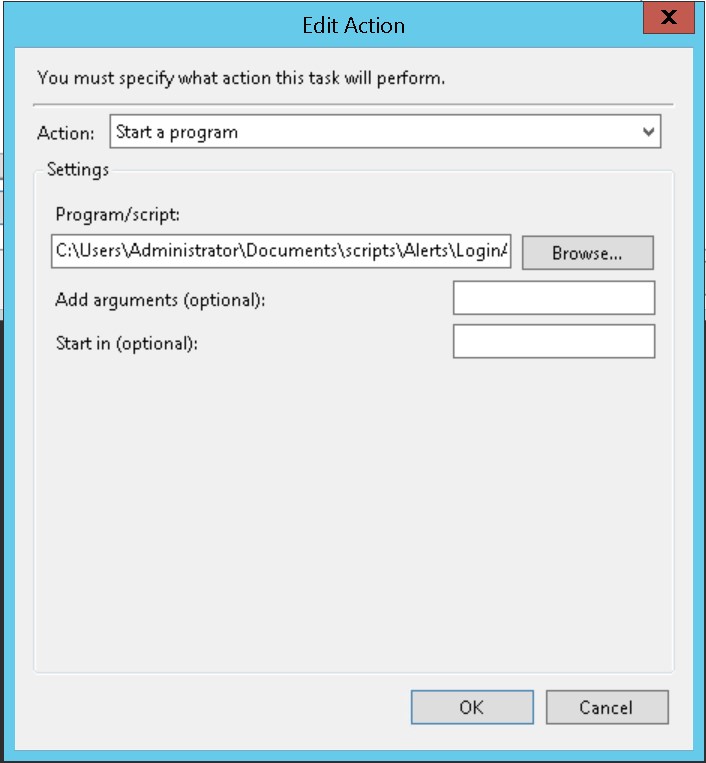 Edit Action
X
You must specify what action this task will perform.
Action: Start a program
Settings
Program/script:
C:\Users\Administrator\Documents\scripts\Alerts\Login Browse...
Add arguments (optional):
Start in (optional):
OK Cancel